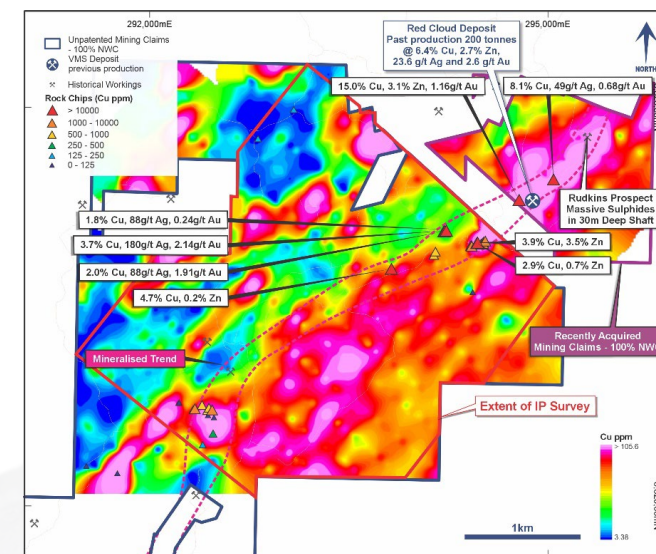 292,000mE
295,000mE
Unpatented Mining Claims
- 100% NWC
VMS Deposit
previous production
Historical Workings
Rock Chips (Cu ppm)
> 10000
1000 - 10000
500 - 1000
250 - 500
125 - 250
0 - 125
Red Cloud Deposit
Past production 200 tonnes
@ 6.4% Cu, 2.7% Zn,
23.6 g/t Ag and 2.6 g/t Au
NORTH
15.0% Cu, 3.1% Zn, 1.16g/t Au
8.1% Cu, 49g/t Ag, 0.68g/t Au
Rudkins Prospect
Massive Sulphides
in 30m Deep Shaft
1.8% Cu, 88g/t Ag, 0.24g/t Au
3.7% Cu, 180g/t Ag, 2.14g/t Au
2.0% Cu, 88g/t Ag, 1.91g/t Au
4.7% Cu, 0.2% Zn
3.9% Cu, 3.5% Zn
2.9% Cu, 0.7% Zn
Recently Acquired
Mining Claims - 100% NWC
Mineralised Trend
Extent of IP Survey
Cu ppm
> 105.6
3.38
1km